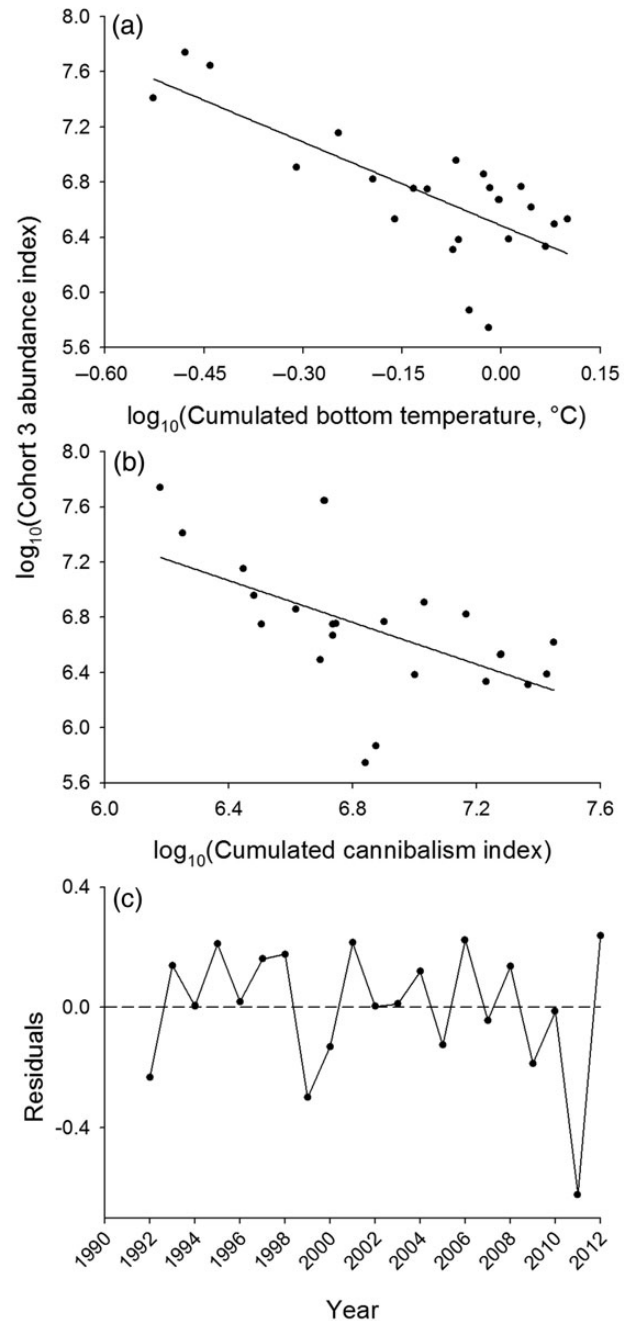 (a)
8.0
7.6
7.2
6.8
6.4
6.0
5.6
–0.60 –0.45 –0.30 –0.15 0.00 0.15
log10(Cumulated bottom temperature, °C)
log10(Cohort 3 abundance index)
(b)
8.0
7.6
7.2
6.8
6.4
6.0
5.6
6.0 6.4 6.8 7.2 7.6
log10(Cumulated cannibalism index)
(c)
0.4
0.0
-0.4
Residuals
1990 1992 1994 1996 1998 2000 2002 2004 2006 2008 2010 2012
Year